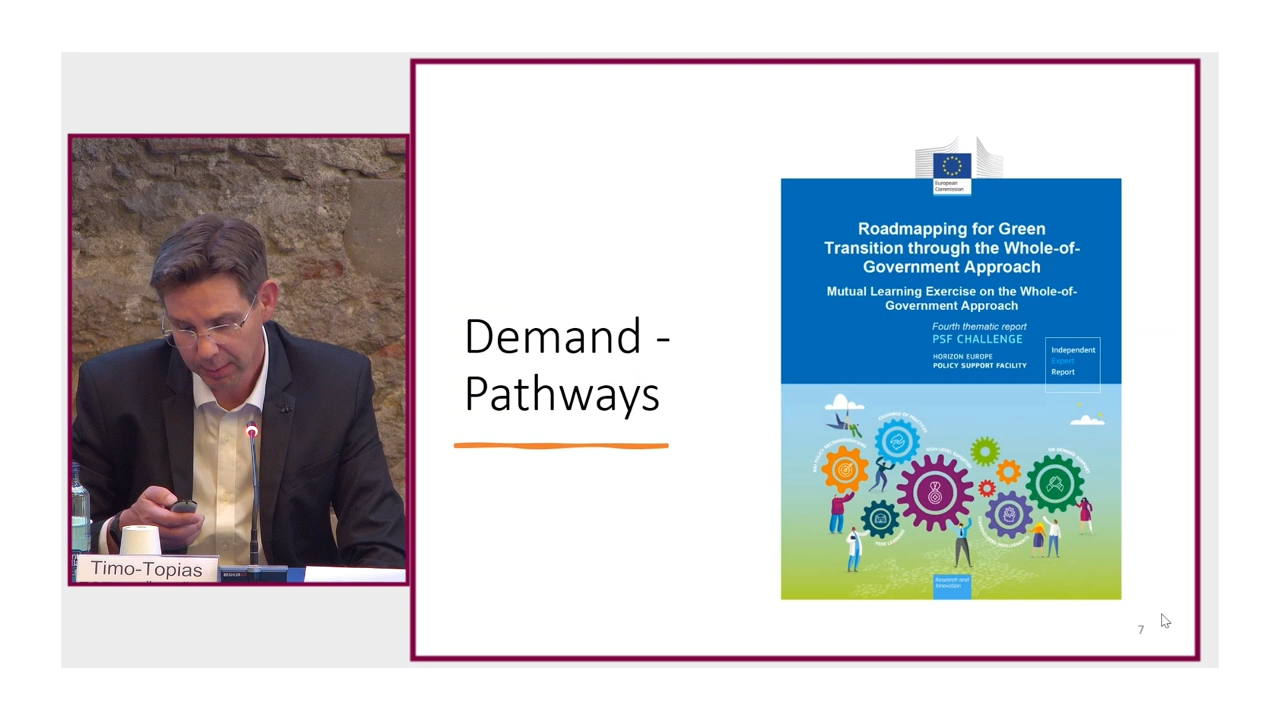 Demand -
Pathways
European
Commission
Roadmapping for Green
Transition through the Whole-of-
Government Approach
Mutual Learning Exercise on the Whole-of-
Government Approach
Fourth thematic report
PSF CHALLENGE
HORIZON EUROPE
POLICY SUPPORT FACILITY
Independent
Expert
Report
Research and
Innovation
7
Timo-Topias